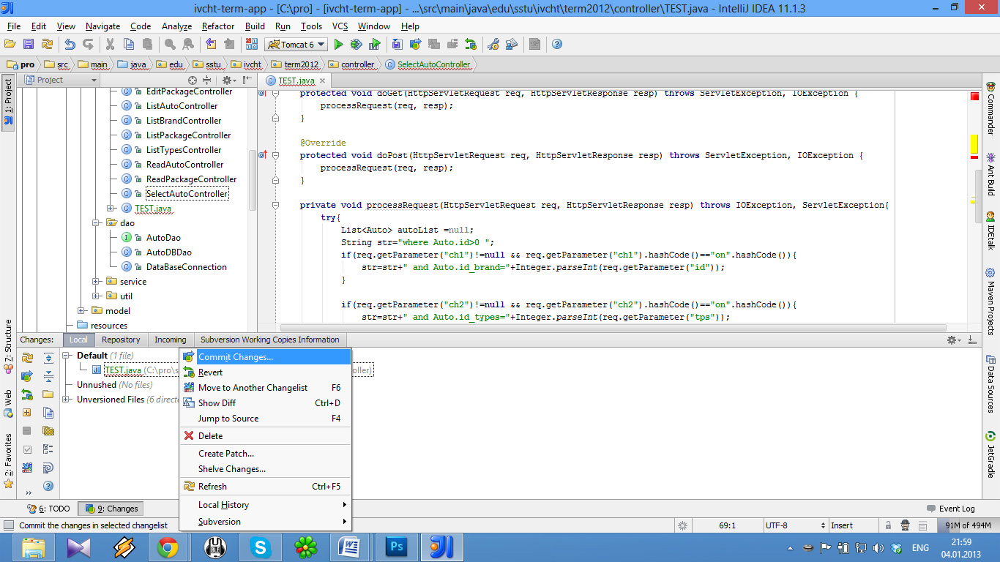 ivcht-term-app - [C:\pro] - [ivcht-term-app] - ...\src\main\java\edu\sstu\ivcht\term2012\controller\TEST.java - IntelliJ IDEA 11.1.3
File Edit View Navigate Code Analyze Refactor Build Run Tools VCS Window Help
Tomcat 6
pro src main java edu sstu ivcht term2012 controller SelectAutoController
1: Project
Z: Structure
Web
2: Favorites
Project
EditPackageController
ListAutoController
ListBrandController
ListPackageController
ListTypesController
ReadAutoController
ReadPackageController
SelectAutoController
TEST.java
dao
AutoDao
AutoDBDao
DataBaseConnection
service
util
model
resources
TEST.java
protected void doGet(HttpServletRequest req, HttpServletResponse resp) throws ServletException, IOException {
processRequest(req, resp);
}
@Override
protected void doPost(HttpServletRequest req, HttpServletResponse resp) throws ServletException, IOException {
processRequest(req, resp);
}
private void processRequest(HttpServletRequest req, HttpServletResponse resp) throws IOException, ServletException{
try{
List<Auto> autoList =null;
String str="where Auto.id>0 ";
if(req.getParameter("ch1")!=null && req.getParameter("ch1").hashCode()=="on".hashCode()){
str=str+" and Auto.id_brand="+Integer.parseInt(req.getParameter("id"));
}
if(req.getParameter("ch2")!=null && req.getParameter("ch2").hashCode()=="on".hashCode()){
str=str+" and Auto.id_types="+Integer.parseInt(req.getParameter("tps"));
Commander
Ant Build
IDEtalk
Maven Projects
Data Sources
JetGradle
Changes: Local Repository Incoming Subversion Working Copies Information
Default (1 file)
TEST.java (C:\pro\s oller)
Unnushed (No files)
Unversioned Files (6 directo
Commit Changes...
Revert
Move to Another Changelist F6
Show Diff Ctrl+D
Jump to Source F4
Delete
Create Patch...
Shelve Changes...
Refresh Ctrl+F5
Local History
Subversion
6: TODO 9: Changes Event Log
Commit the changes in selected changelist 69:1 UTF-8 Insert 91M of 494M
UBLE
S
W
Ps
ENG
21:59
04.01.2013